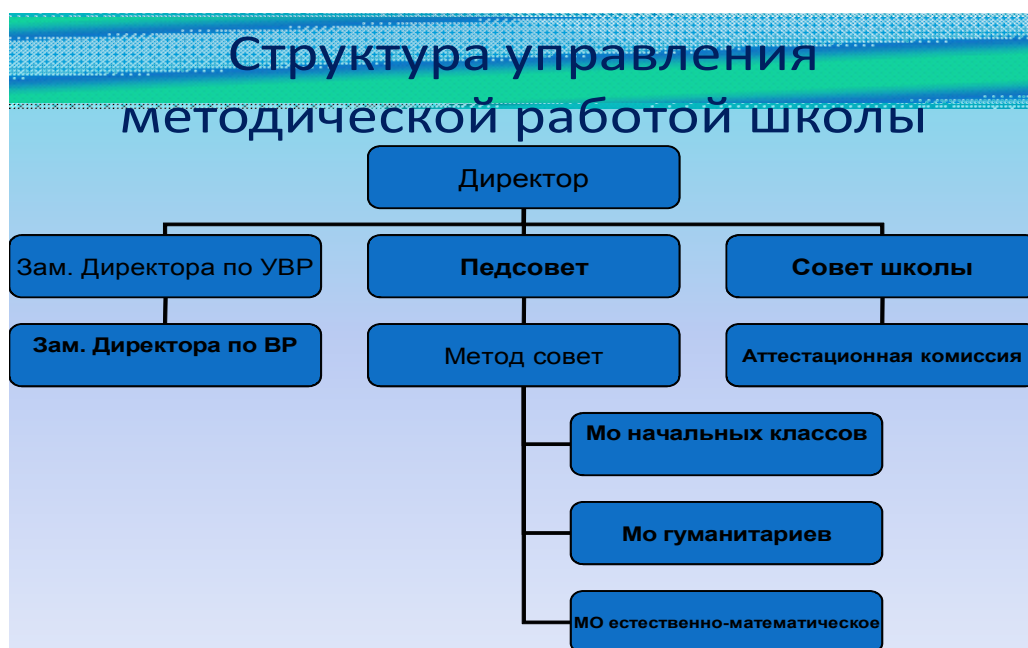 Структура управления
методической работой школы
Директор
Зам. Директора по УВР
Педсовет
Совет школы
Зам. Директора по ВР
Метод совет
Аттестационная комиссия
Мо начальных классов
Мо гуманитариев
МО естественно-математическое